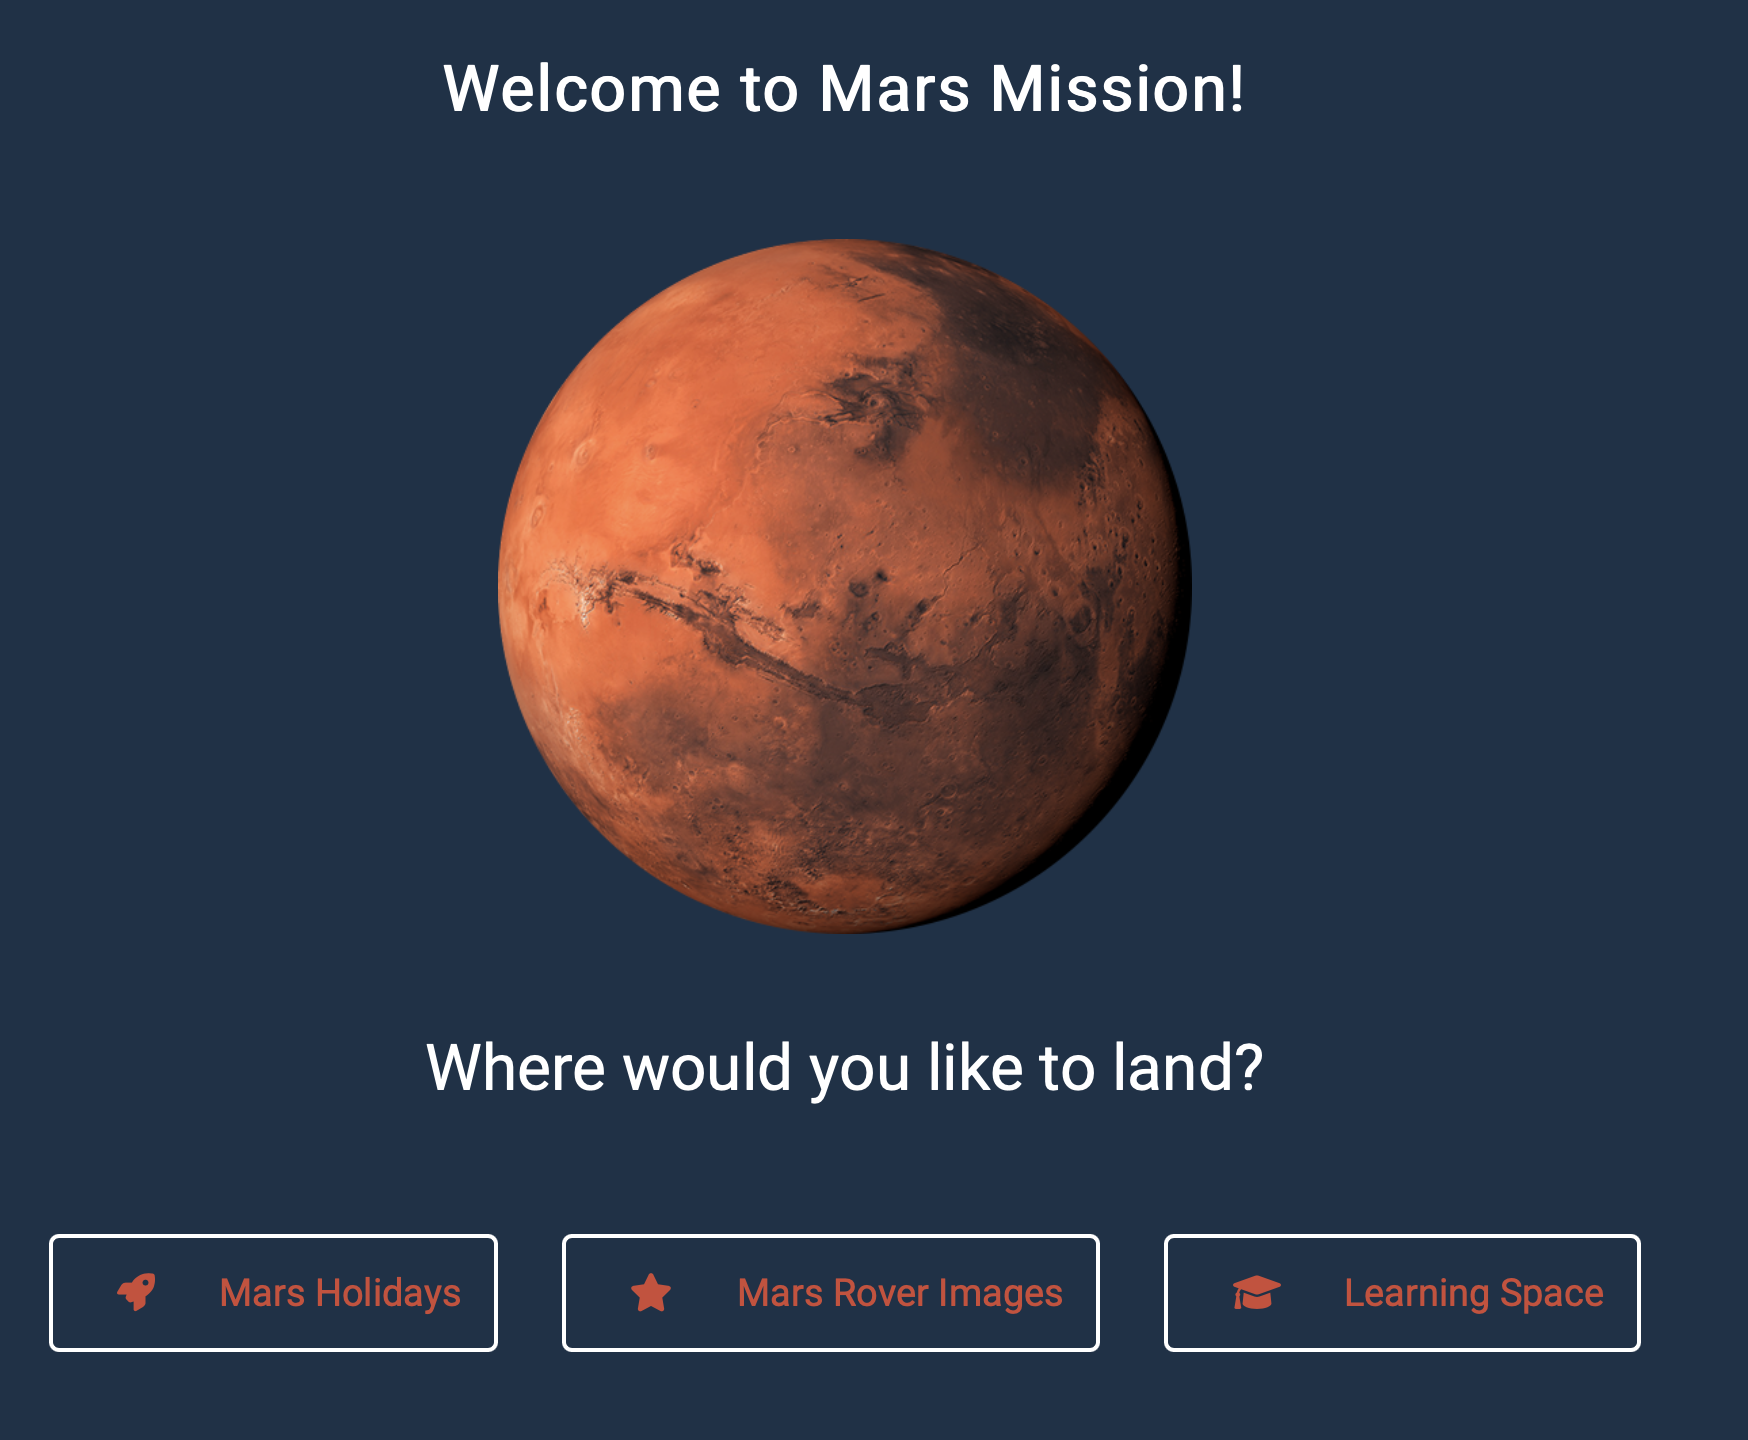 Welcome to Mars Mission!
Where would you like to land?
Mars Holidays
Mars Rover Images
Learning Space